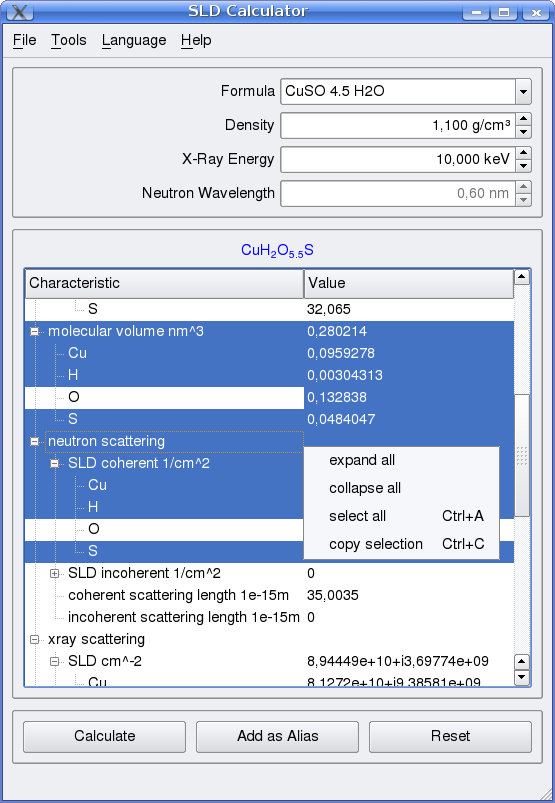 SLD Calculator
File Tools Language Help
Formula CuSO 4.5 H2O
Density 1,100 g/cm³
X-Ray Energy 10,000 keV
Neutron Wavelength 0,60 nm
CuH₂O₅.₅S
Characteristic Value
S 32,065
molecular volume nm^3 0,280214
Cu 0,0959278
H 0,00304313
O 0,132838
S 0,0484047
neutron scattering
SLD coherent 1/cm^2 expand all
Cu collapse all
H select all Ctrl+A
O
S copy selection Ctrl+C
SLD incoherent 1/cm^2 0
coherent scattering length 1e-15m 35,0035
incoherent scattering length 1e-15m 0
xray scattering
SLD cm^-2 8,94449e+10+i3,69774e+09
Cu 8,1272e+10+i9,38581e+09
Calculate Add as Alias Reset